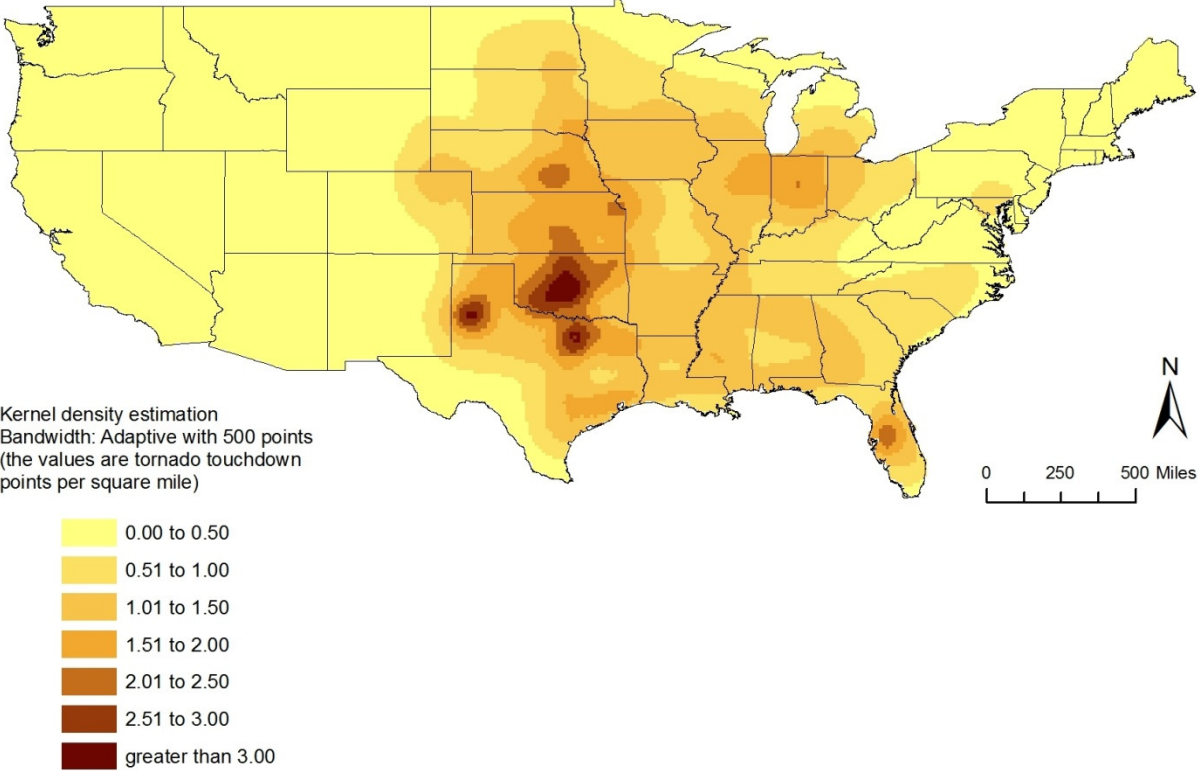 N
0 250 500 Miles
Kernel density estimation
Bandwidth: Adaptive with 500 points
(the values are tornado touchdown
points per square mile)
0.00 to 0.50
0.51 to 1.00
1.01 to 1.50
1.51 to 2.00
2.01 to 2.50
2.51 to 3.00
greater than 3.00